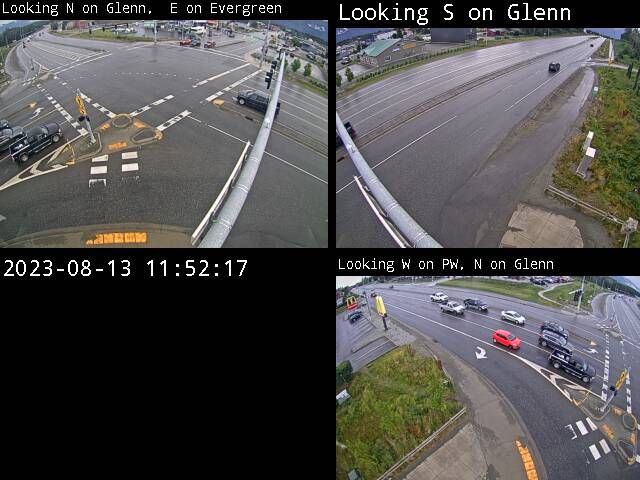 Looking N on Glenn,  E on Evergreen
Looking S on Glenn
2023-08-13 11:52:17
Looking W on PW, N on Glenn